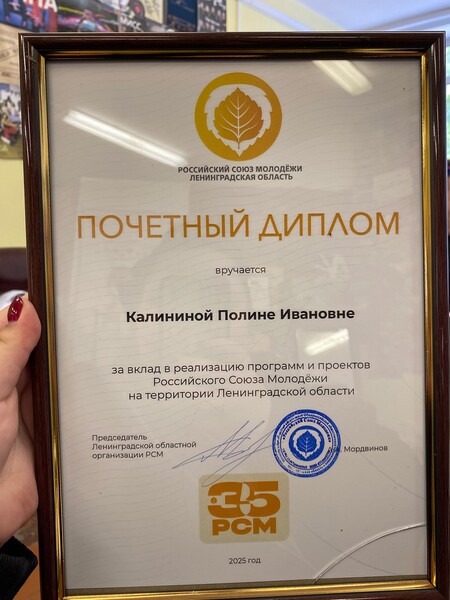 РОССИЙСКИЙ СОЮЗ МОЛОДЁЖИ
ЛЕНИНГРАДСКАЯ ОБЛАСТЬ
ПОЧЕТНЫЙ ДИПЛОМ
вручается
Калининой Полине Ивановне
за вклад в реализацию программ и проектов
Российского Союза Молодёжи
на территории Ленинградской области
Председатель
Ленинградской областной
организации РСМ
Мордвинов
35
РСМ
2025 год